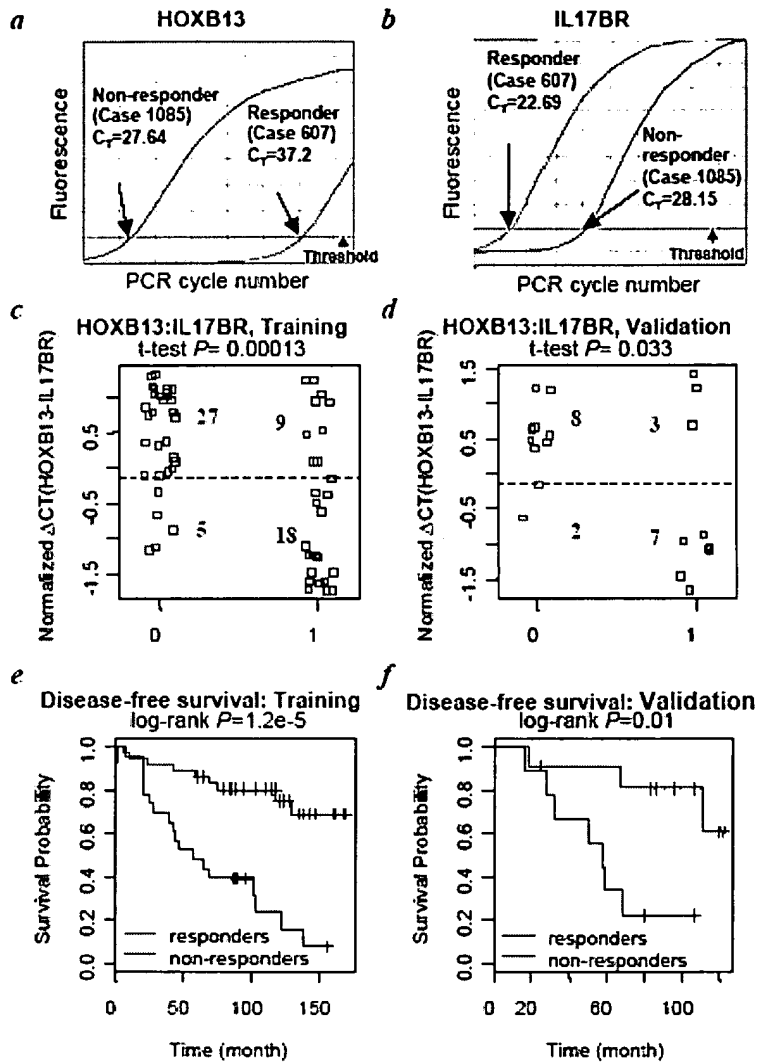 a
HOXB13
Fluorescence
Non-responder
(Case 1085)
CT=27.64
Responder
(Case 607)
CT=37.2
Threshold
PCR cycle number
b
IL17BR
Fluorescence
Responder
(Case 607)
CT=22.69
Non-
responder
(Case 1085)
CT=28.15
Threshold
PCR cycle number
c
HOXB13:IL17BR, Training
t-test P= 0.00013
Normalized ΔCT(HOXB13-IL17BR)
0.5
-0.5
-1.5
27
9
5
18
0
1
d
HOXB13:IL17BR, Validation
t-test P= 0.033
Normalized ΔCT(HOXB13-IL17BR)
1.5
0.5
-0.5
-1.5
8
3
2
7
0
1
e
Disease-free survival: Training
log-rank P=1.2e-5
Survival Probability
1.0
0.8
0.6
0.4
0.2
0.0
responders
non-responders
0
50
100
150
Time (month)
f
Disease-free survival: Validation
log-rank P=0.01
Survival Probability
1.0
0.8
0.6
0.4
0.2
0.0
responders
non-responders
0
20
60
100
Time (month)